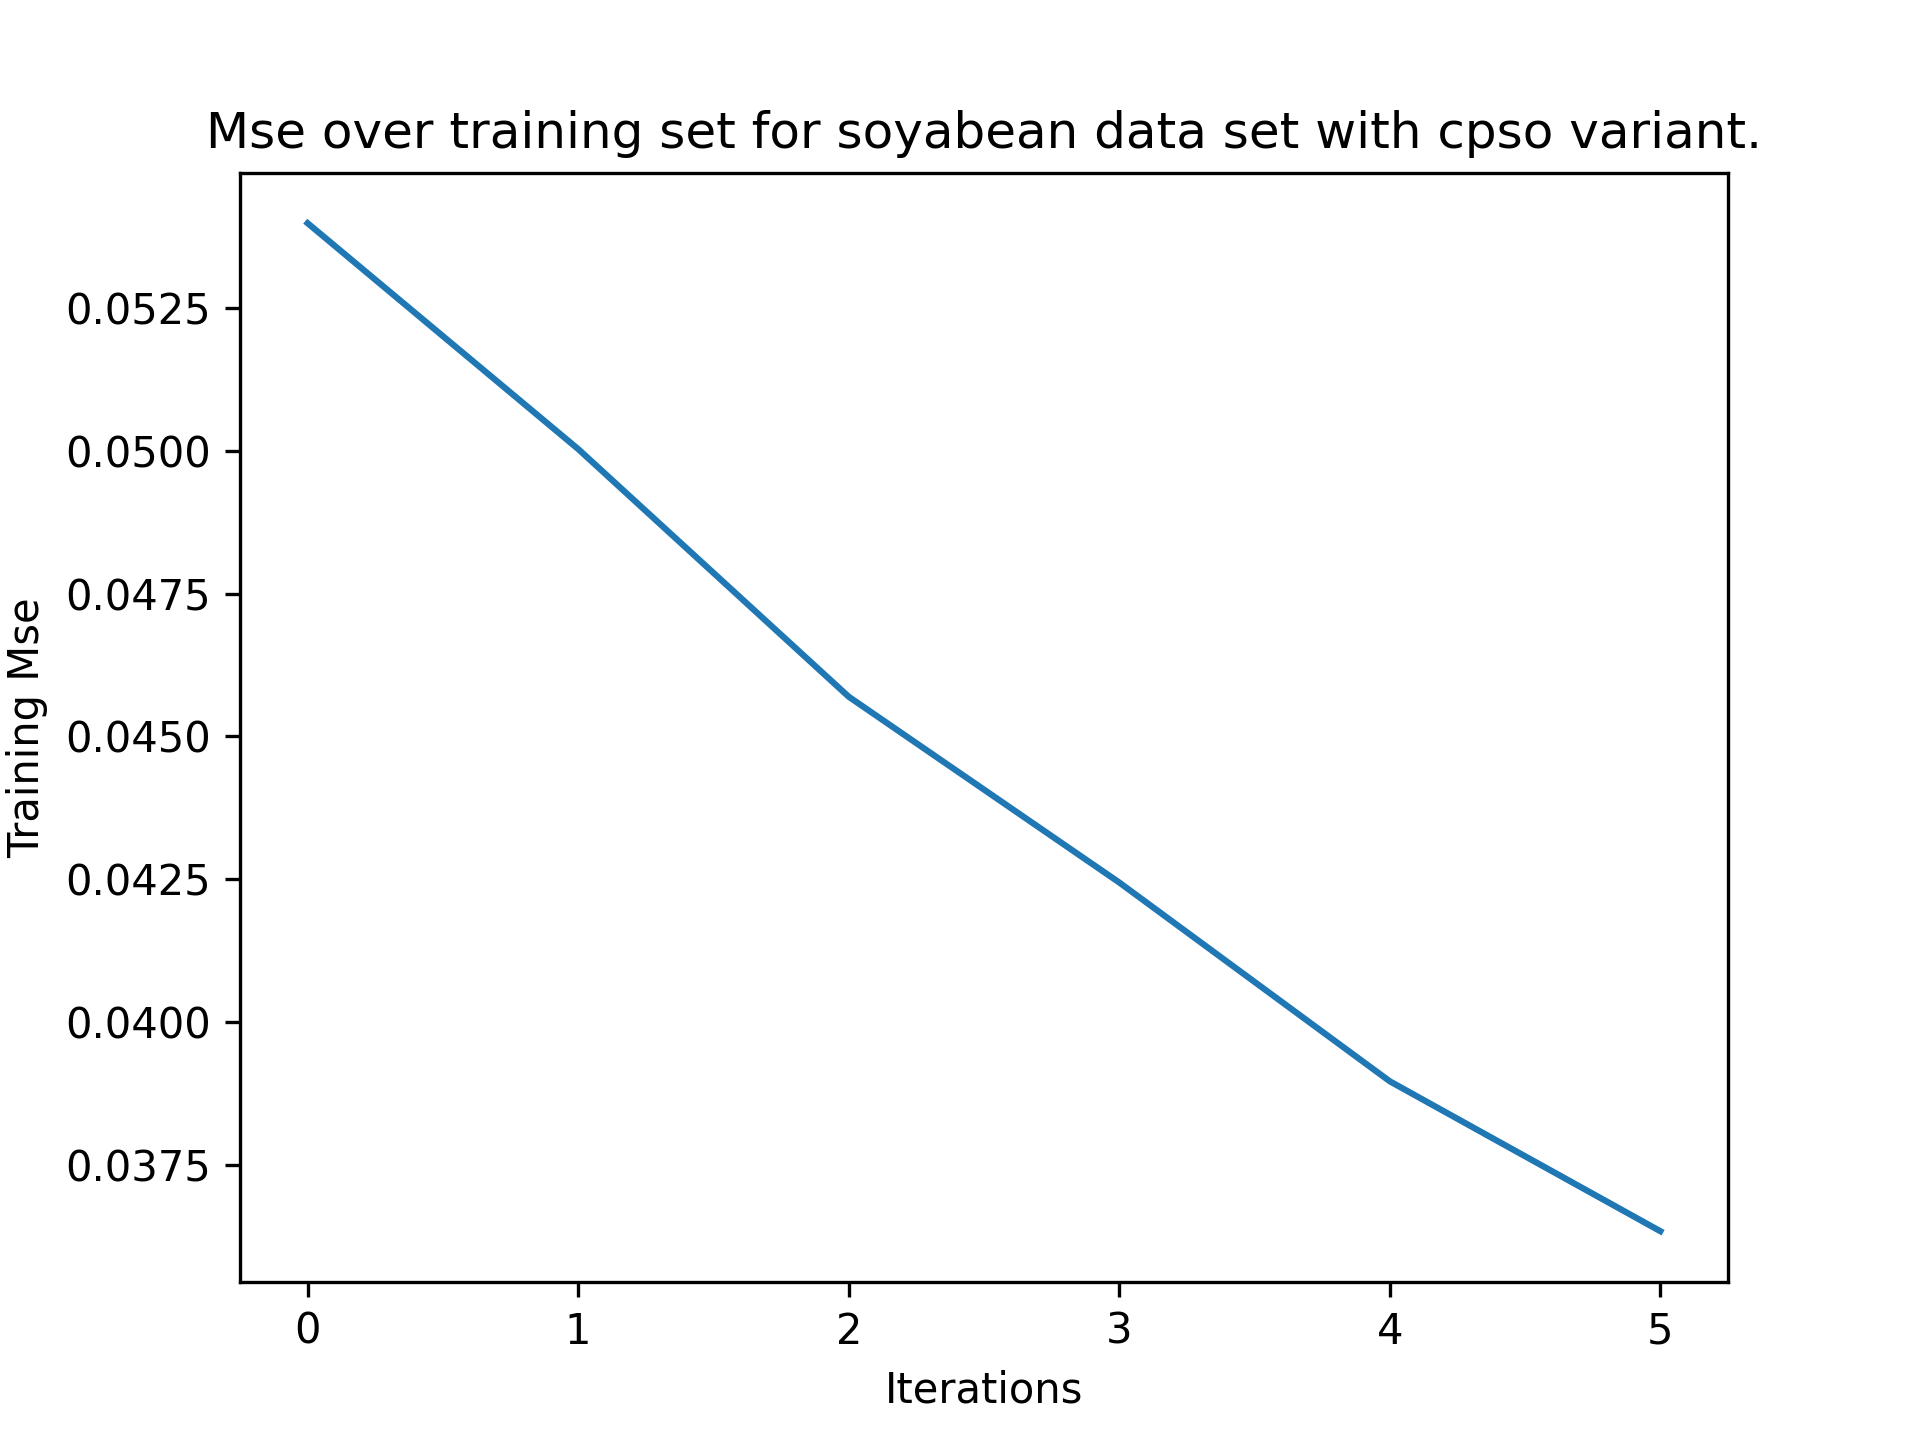 Mse over training set for soyabean data set with cpso variant.
Training Mse
0.0525
0.0500
0.0475
0.0450
0.0425
0.0400
0.0375
0 1 2 3 4 5
Iterations